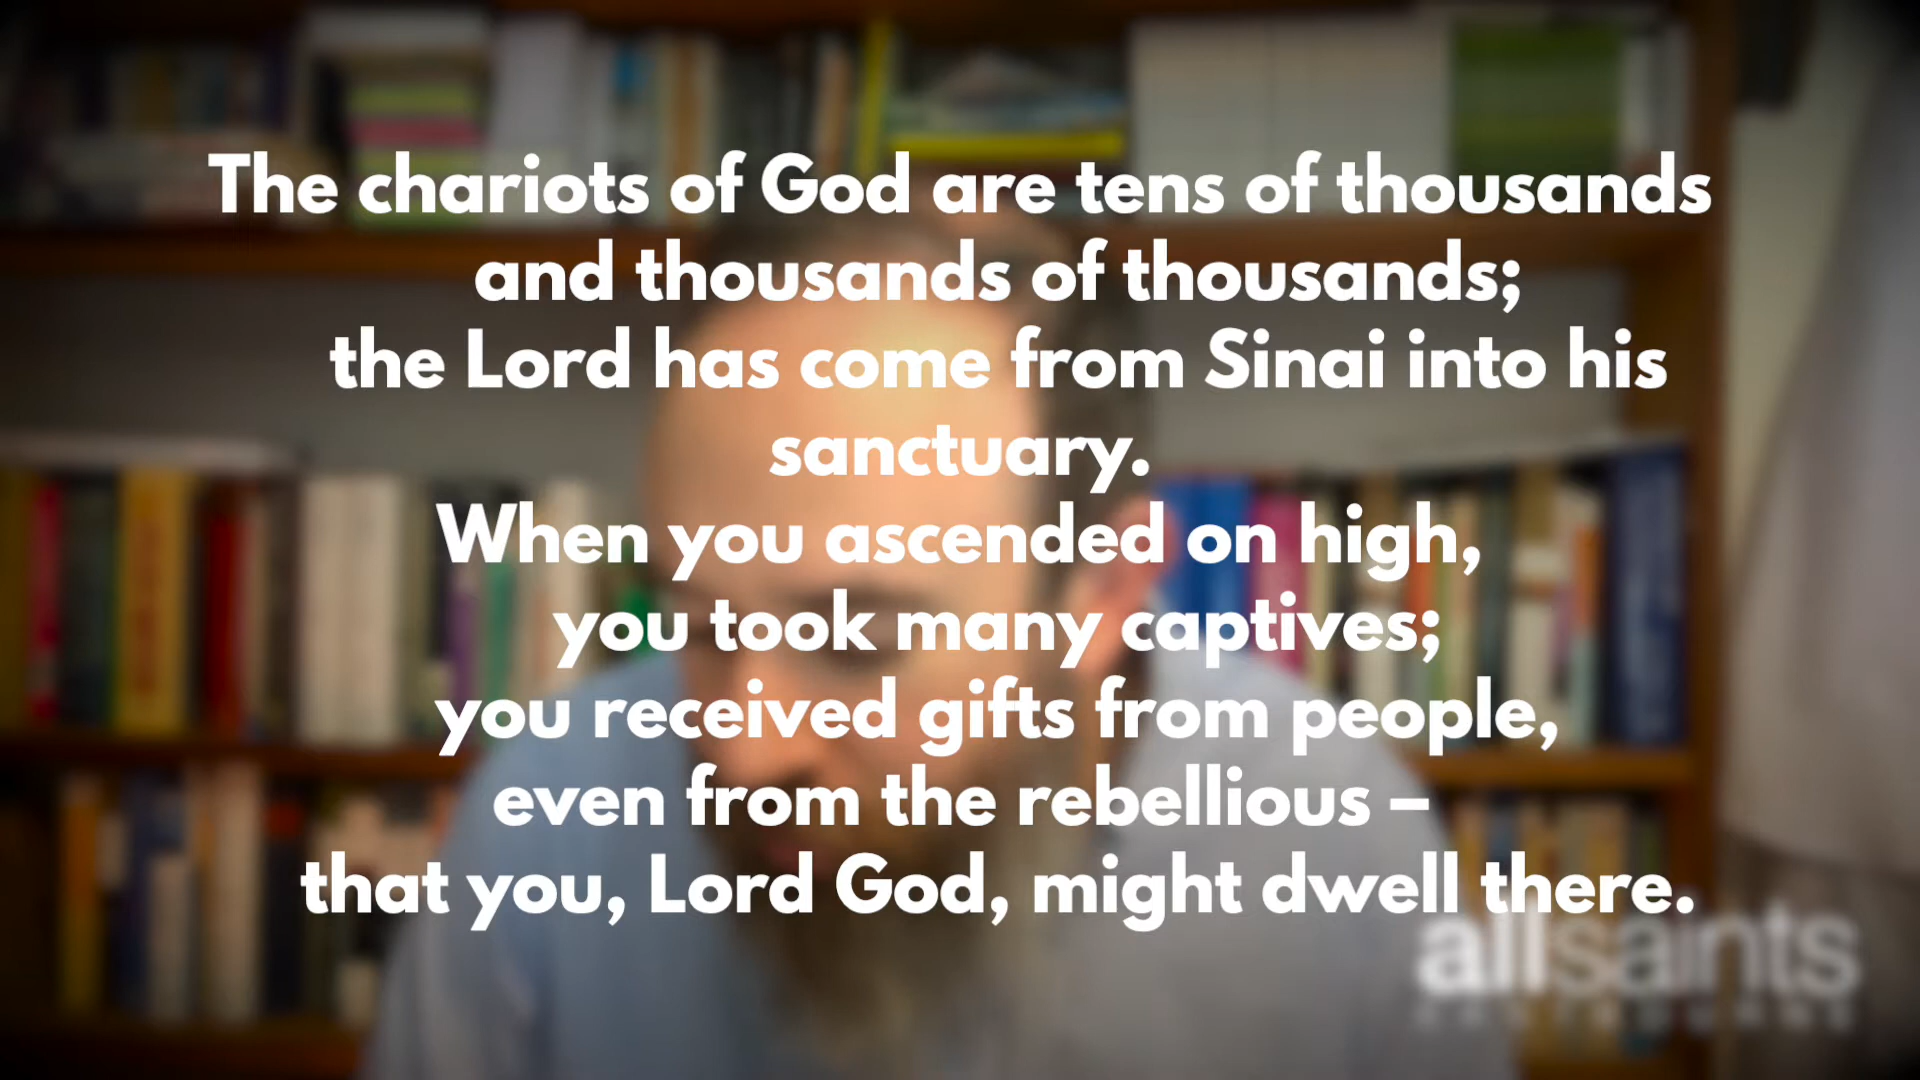 The chariots of God are tens of thousands
and thousands of thousands;
the Lord has come from Sinai into his
sanctuary.
When you ascended on high,
you took many captives;
you received gifts from people,
even from the rebellious –
that you, Lord God, might dwell there.
allsaints